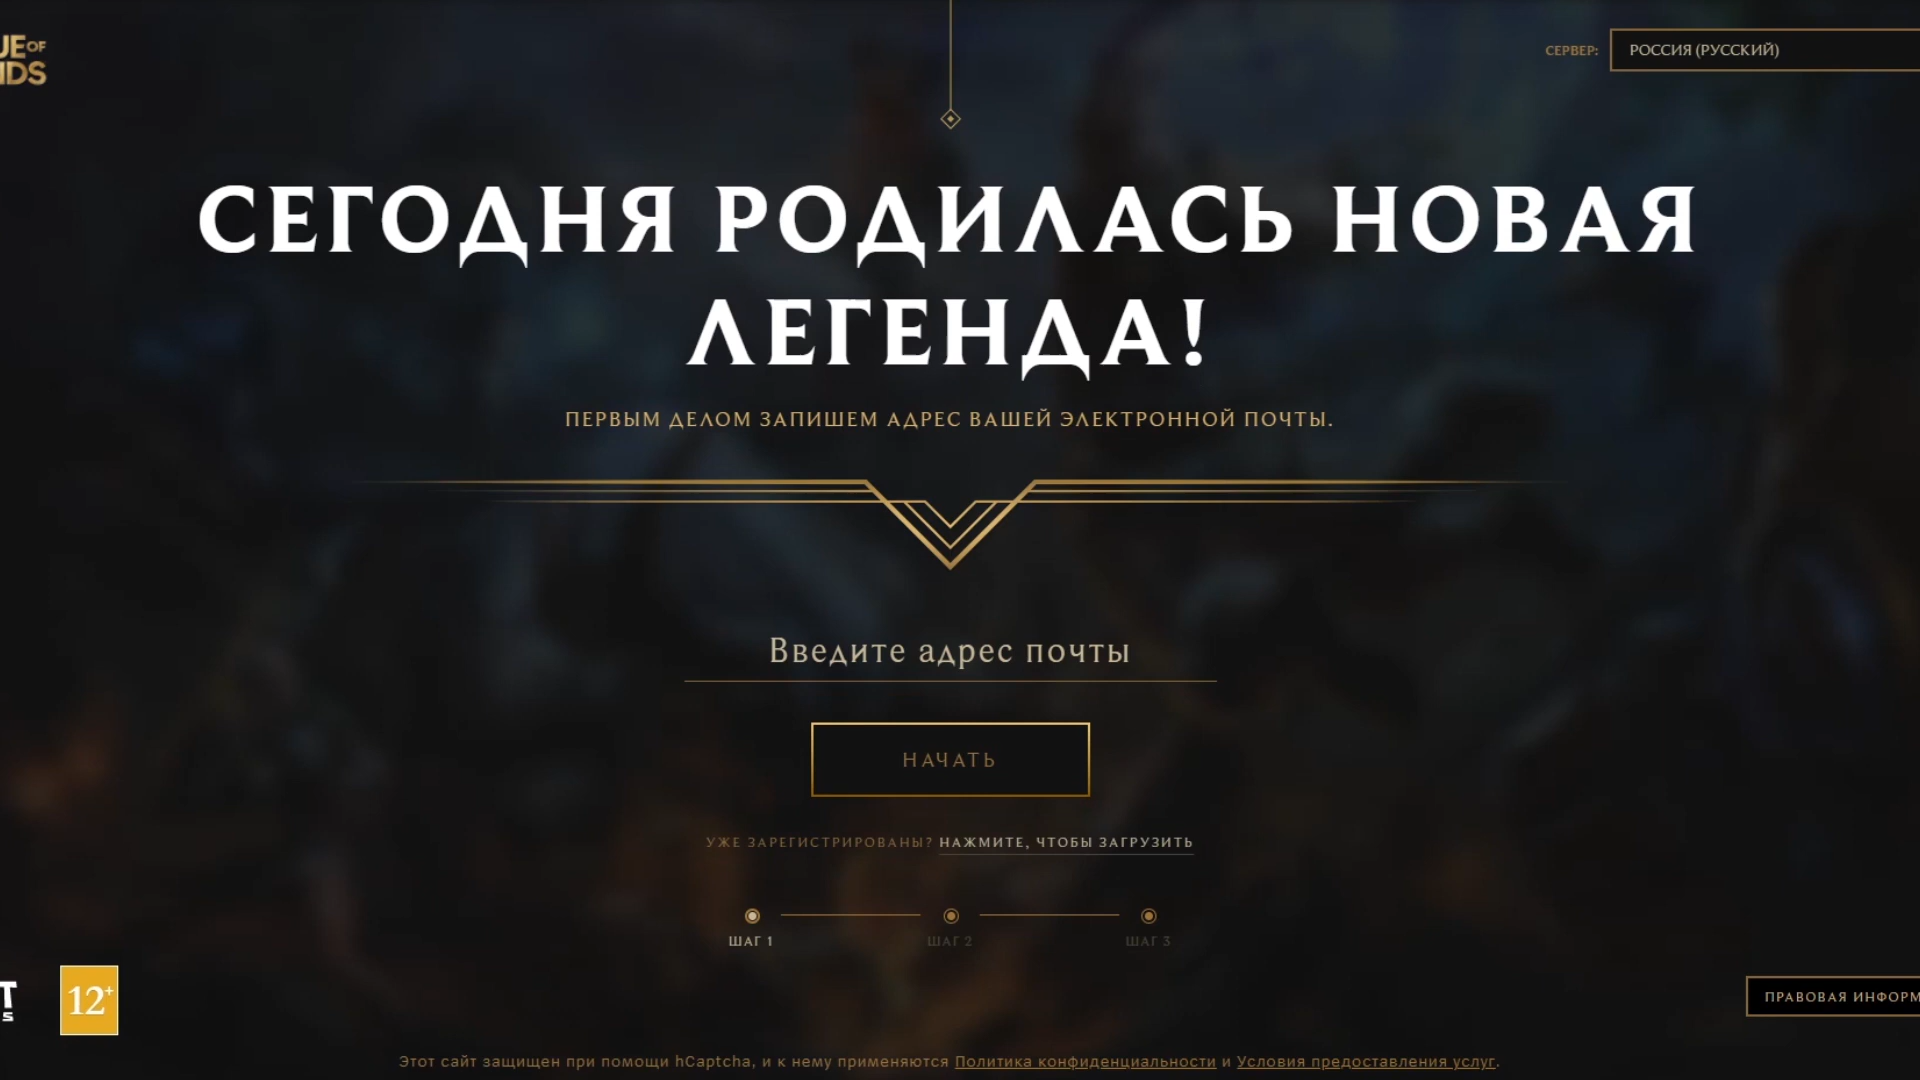 UE OF
NDS
СЕРВЕР:
РОССИЯ (РУССКИЙ)
СЕГОДНЯ РОДИЛАСЬ НОВАЯ
ЛЕГЕНДА!
ПЕРВЫМ ДЕЛОМ ЗАПИШЕМ АДРЕС ВАШЕЙ ЭЛЕКТРОННОЙ ПОЧТЫ.
Введите адрес почты
НАЧАТЬ
УЖЕ ЗАРЕГИСТРИРОВАНЫ? НАЖМИТЕ, ЧТОБЫ ЗАГРУЗИТЬ
ШАГ 1
ШАГ 2
ШАГ 3
12+
ПРАВОВАЯ ИНФОРМ
Этот сайт защищен при помощи hCaptcha, и к нему применяются Политика конфиденциальности и Условия предоставления услуг.